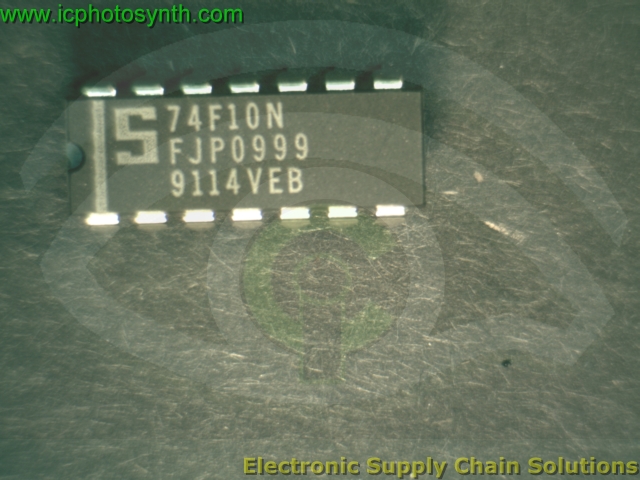 www.icphotosynth.com
S 74F10N
FJP0999
9114VEB
Electronic Supply Chain Solutions